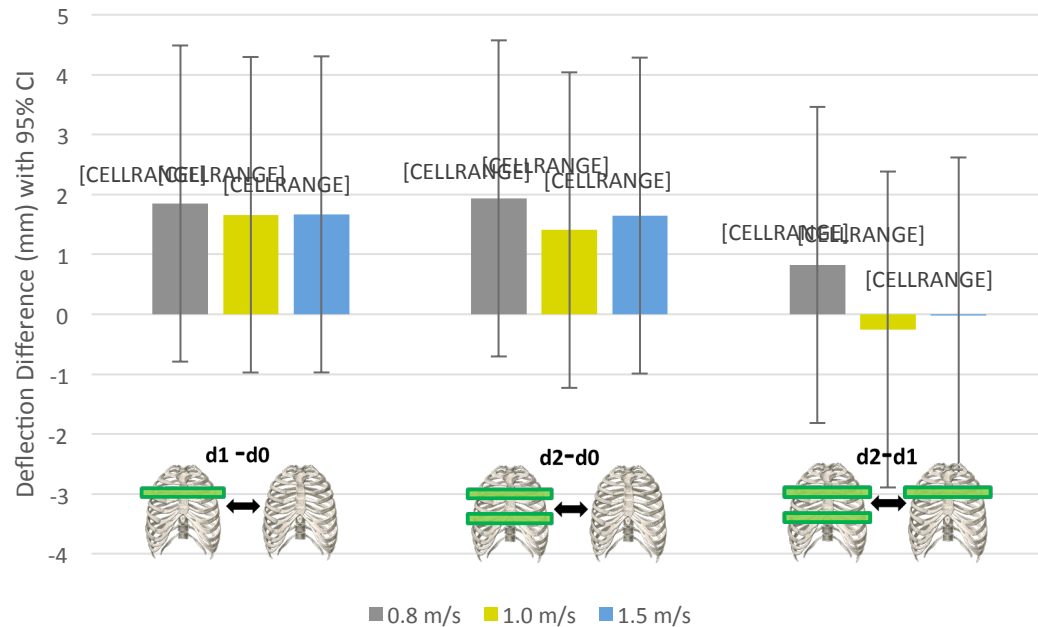 Deflection Difference (mm) with 95% CI
5
4
3
2
1
0
-1
-2
-3
-4
[CELLRANGE]
[CELLRANGE]
[CELLRANGE]
[CELLRANGE]
[CELLRANGE]
[CELLRANGE]
[CELLRANGE]
[CELLRANGE]
[CELLRANGE]
d1 -d0
d2-d0
d2-d1
0.8 m/s 1.0 m/s 1.5 m/s